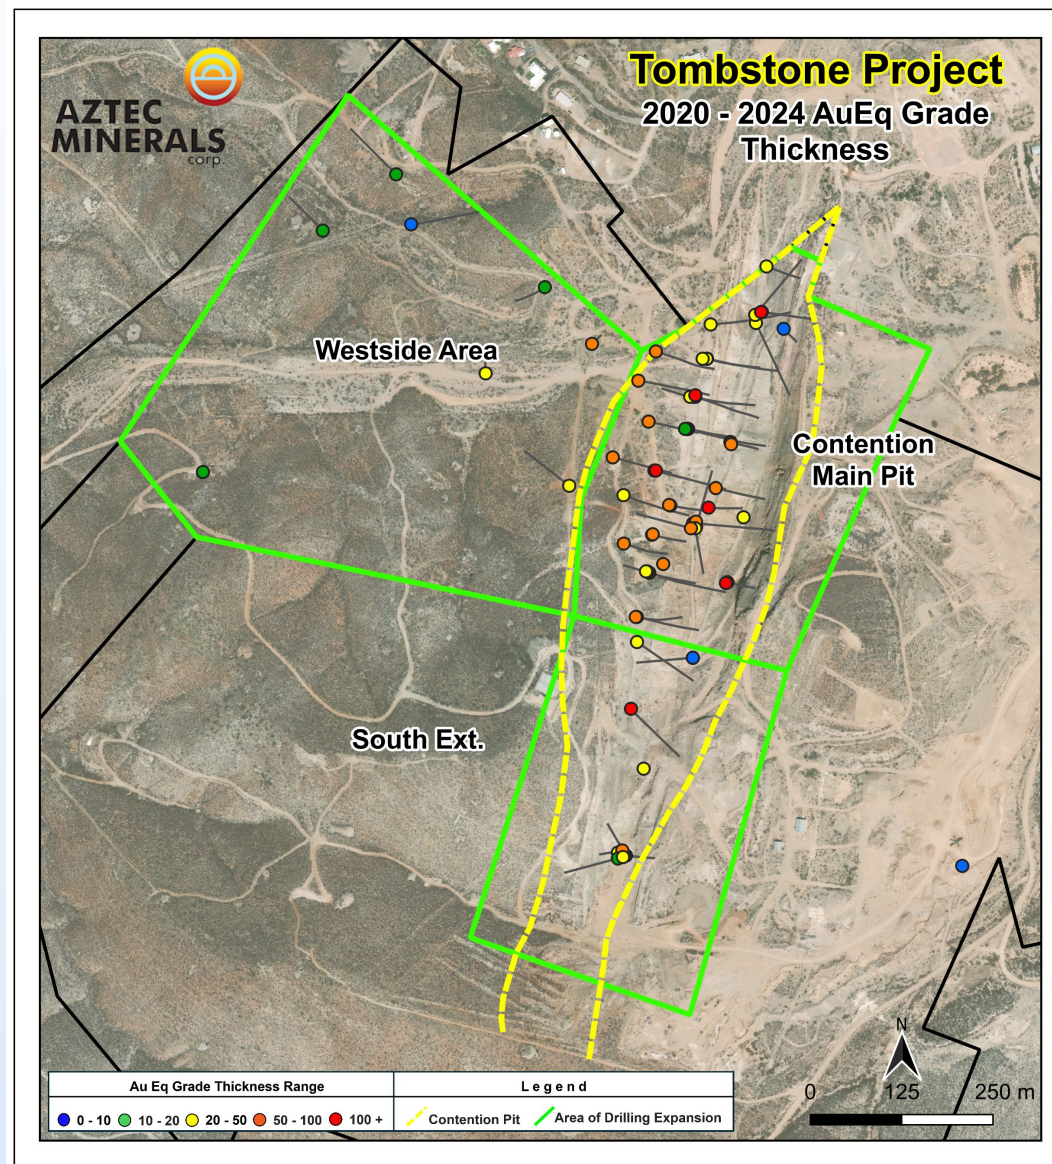 AZTEC
MINERALS
corp.
Tombstone Project
2020 - 2024 AuEq Grade
Thickness
Westside Area
Contention
Main Pit
South Ext.
N
0 125 250 m
Au Eq Grade Thickness Range
0 - 10 10 - 20 20 - 50 50 - 100 100 +
Legend
Contention Pit Area of Drilling Expansion